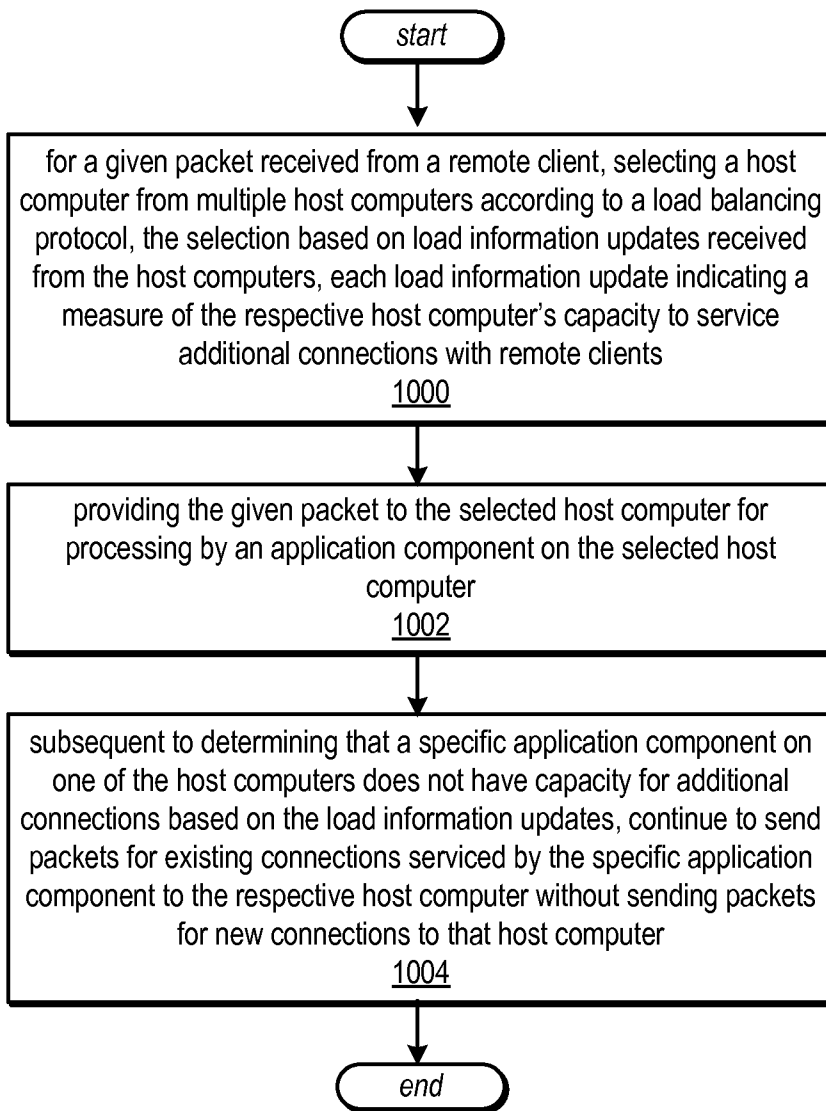 start
for a given packet received from a remote client, selecting a host
computer from multiple host computers according to a load balancing
protocol, the selection based on load information updates received
from the host computers, each load information update indicating a
measure of the respective host computer's capacity to service
additional connections with remote clients
1000
providing the given packet to the selected host computer for
processing by an application component on the selected host
computer
1002
subsequent to determining that a specific application component on
one of the host computers does not have capacity for additional
connections based on the load information updates, continue to send
packets for existing connections serviced by the specific application
component to the respective host computer without sending packets
for new connections to that host computer
1004
end